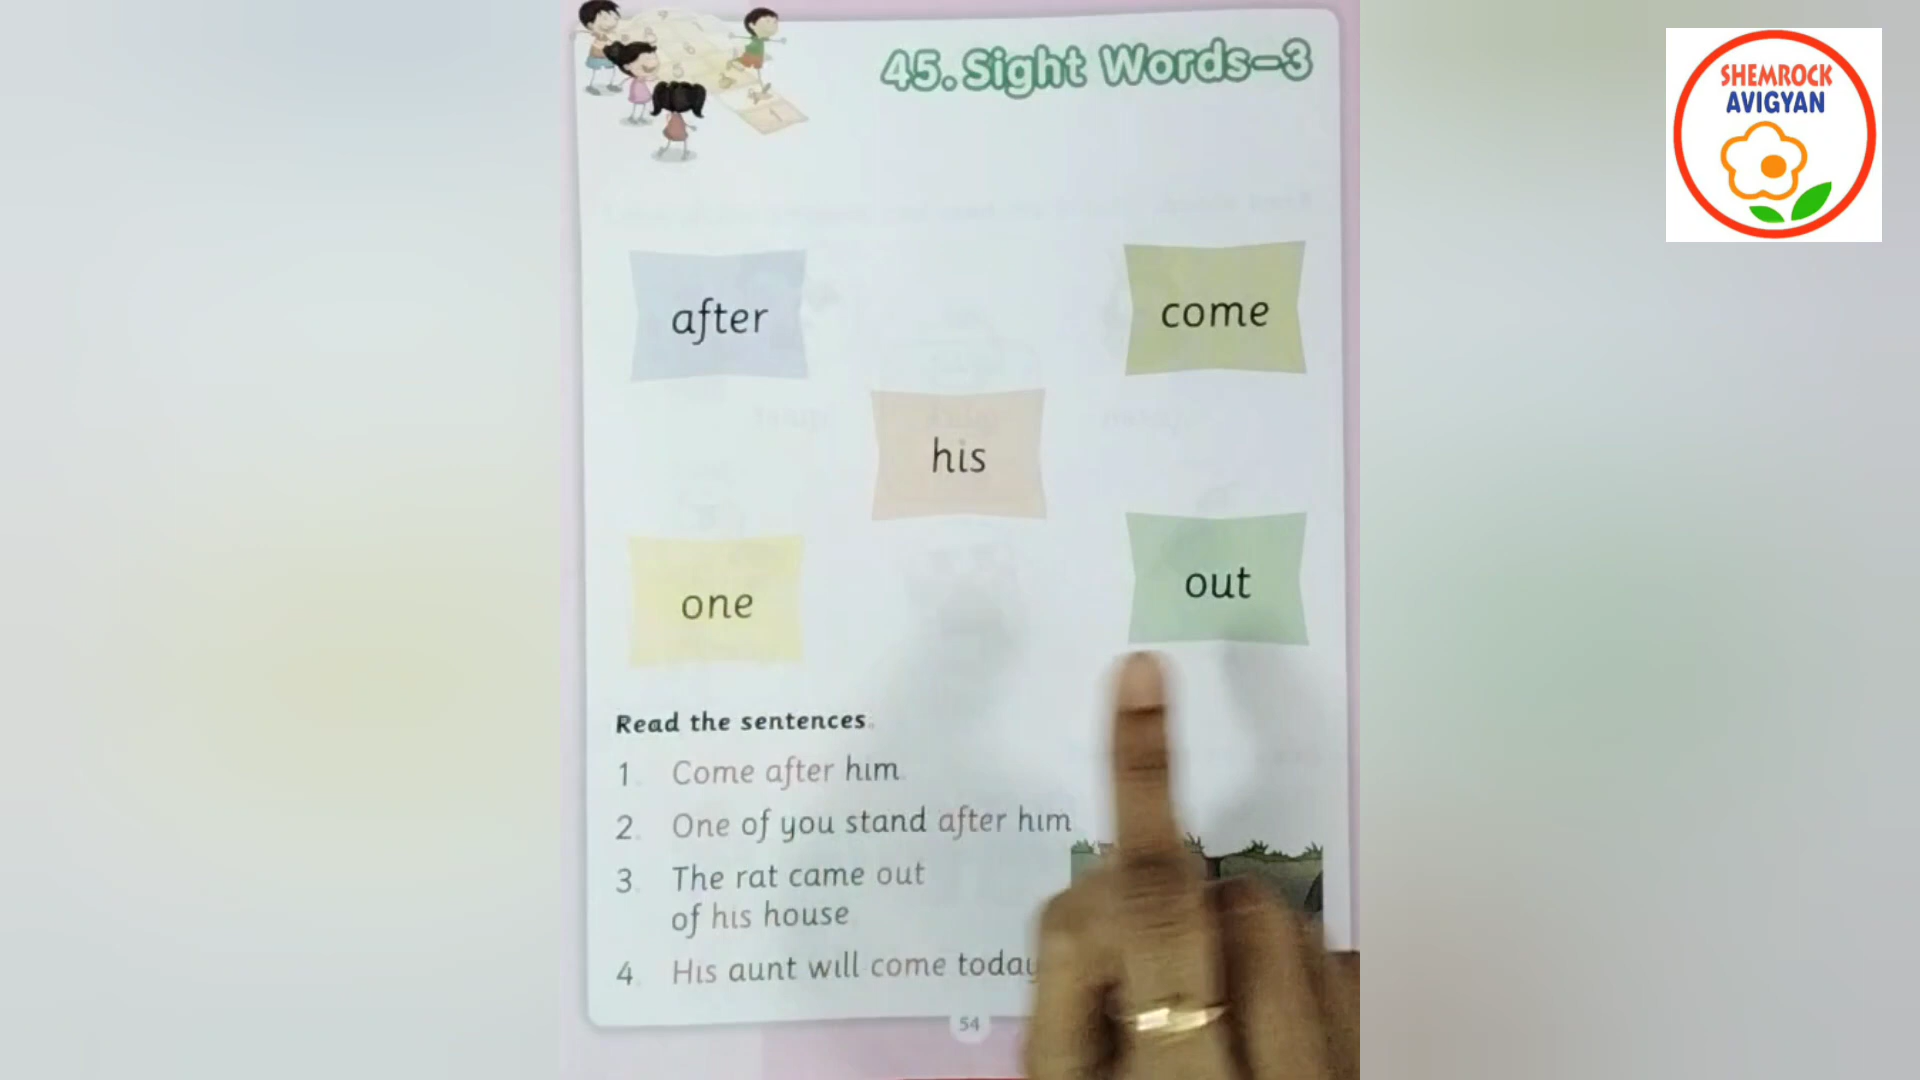 45. Sight Words-3
SHEMROCK
AVIGYAN
after
come
his
one
out
Read the sentences.
1. Come after him
2. One of you stand after him
3. The rat came out
of his house
4. His aunt will come today
54